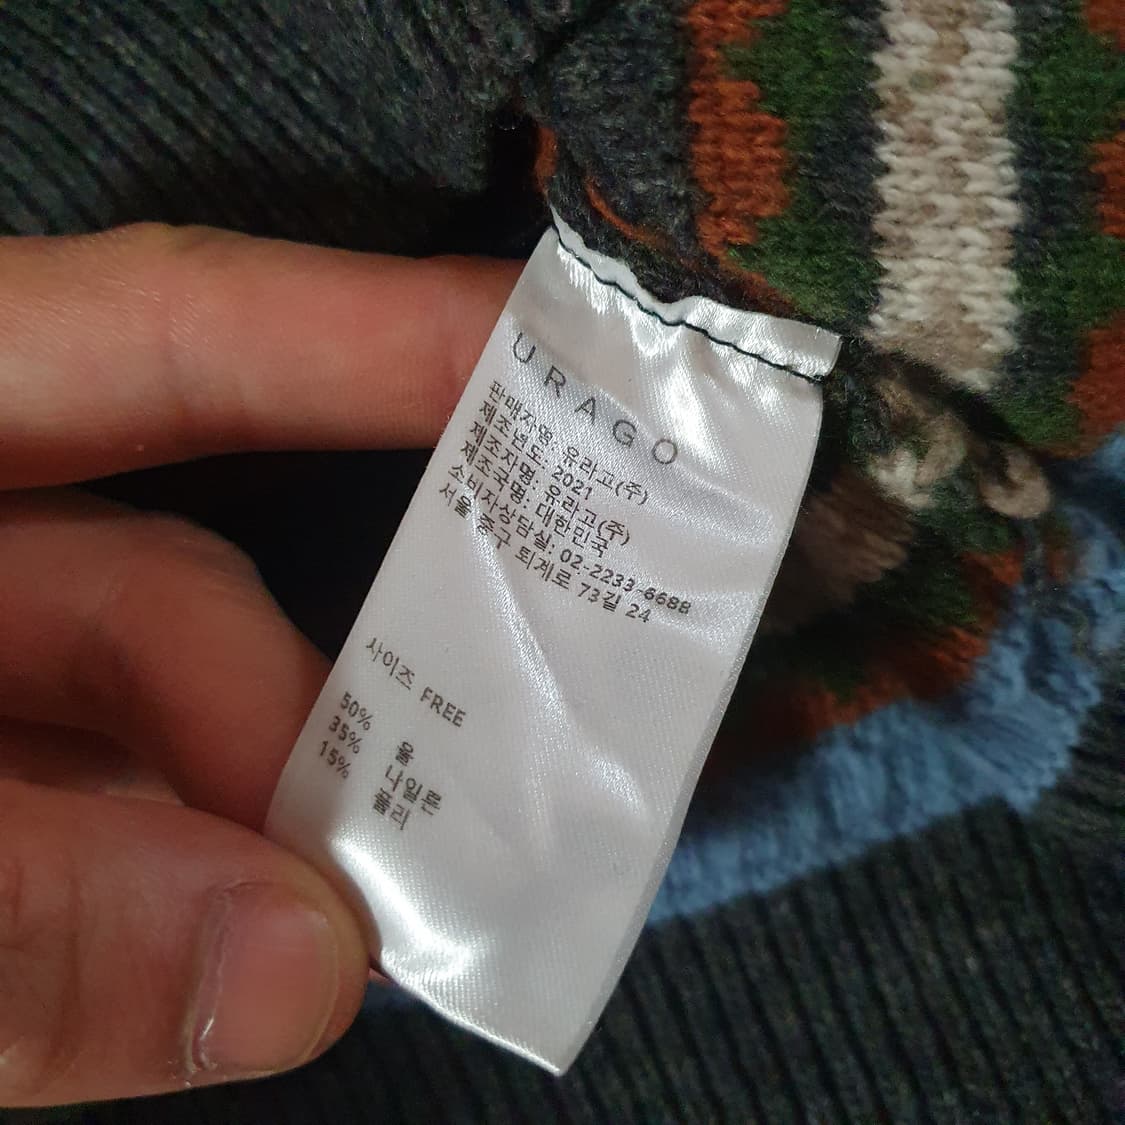 URAGO
판매자명 유라고(주)
제조년도: 2021
제조자명: 유라고(주)
제조국명: 대한민국
소비자상담실: 02-2233-6688
서울 중구 퇴계로 73길 24
사이즈 FREE
50% 울
35% 나일론
15% 폴리